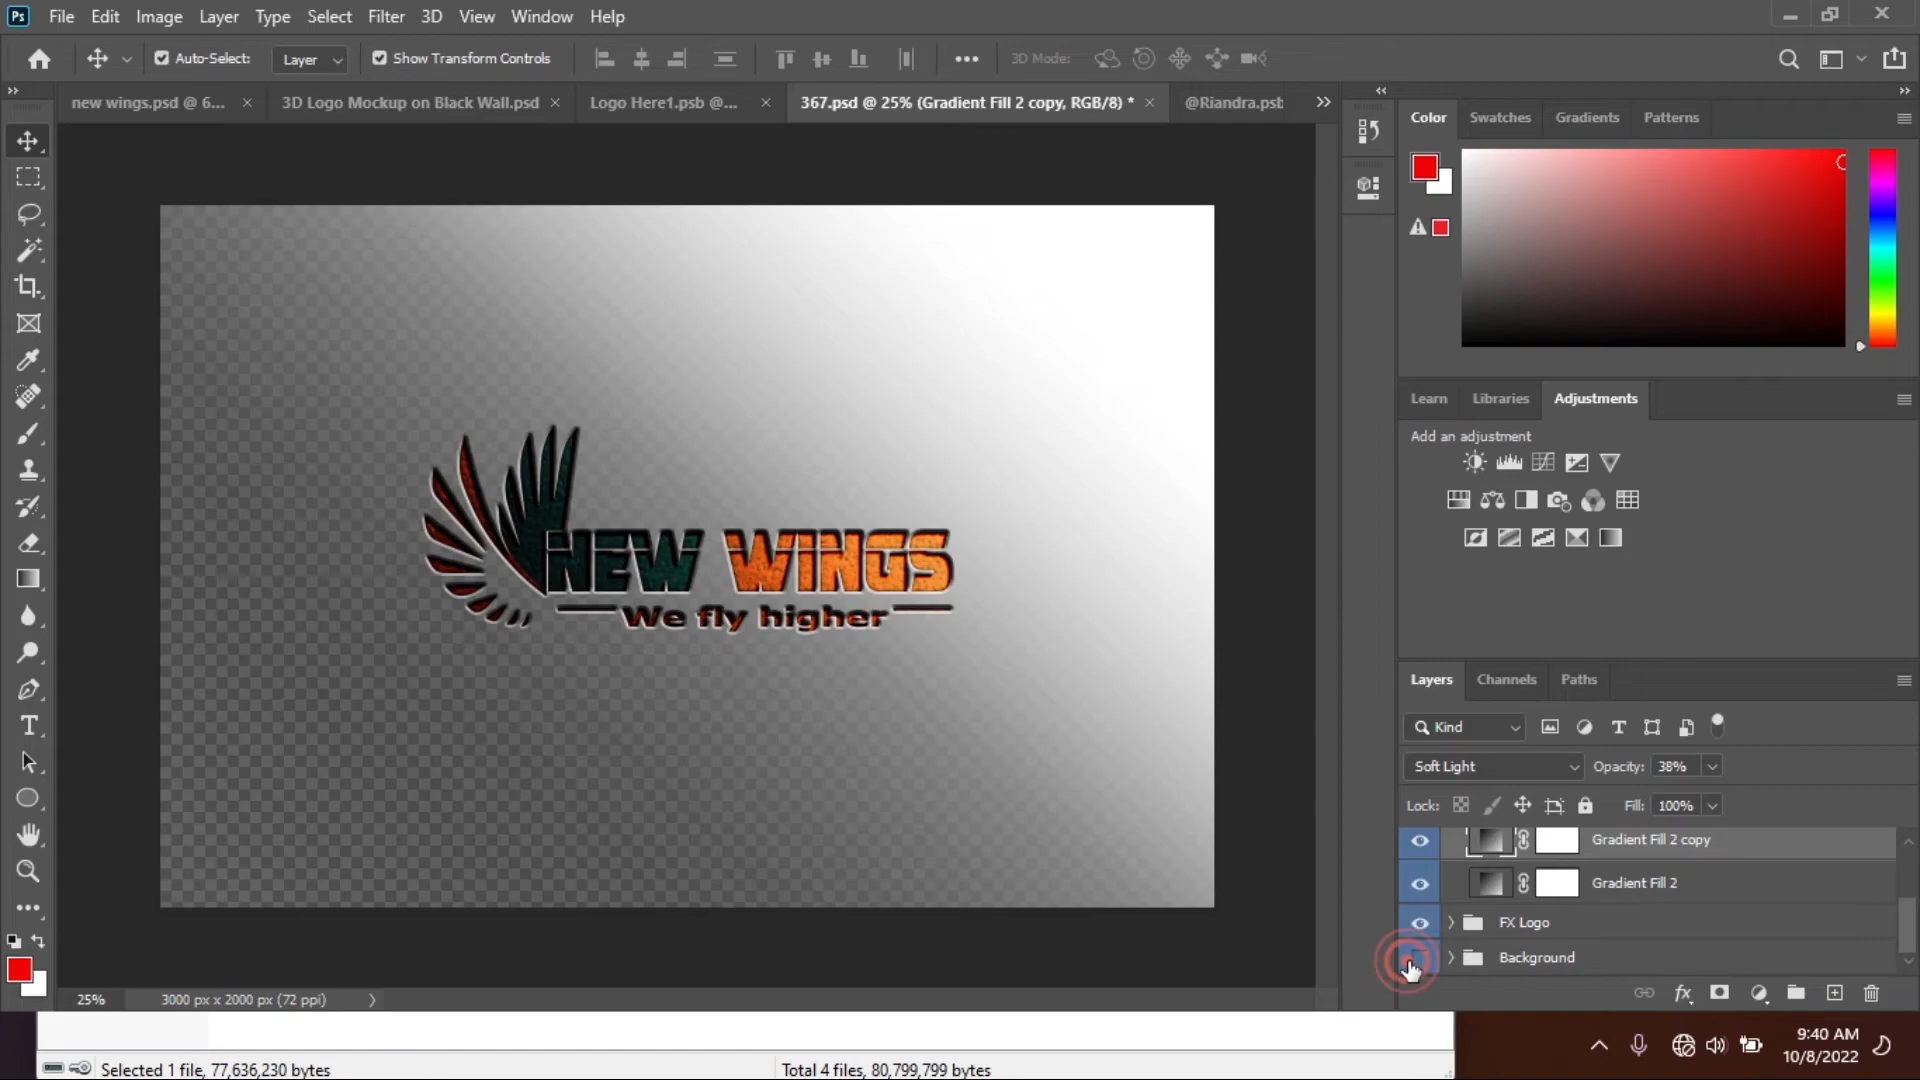 Ps File Edit Image Layer Type Select Filter 3D View Window Help
Auto-Select: Layer Show Transform Controls 3D Mode:
new wings.psd @ 6... 3D Logo Mockup on Black Wall.psd Logo Here1.psb @... 367.psd @ 25% (Gradient Fill 2 copy, RGB/8) * @Riandra.psb
Color Swatches Gradients Patterns
Learn Libraries Adjustments
Add an adjustment
NEW WINGS
We fly higher
Layers Channels Paths
Kind
Soft Light Opacity: 38%
Lock: Fill: 100%
Gradient Fill 2 copy
Gradient Fill 2
FX Logo
Background
fx
25% 3000 px x 2000 px (72 ppi)
9:40 AM
10/8/2022
Selected 1 file, 77,636,230 bytes Total 4 files, 80,799,799 bytes